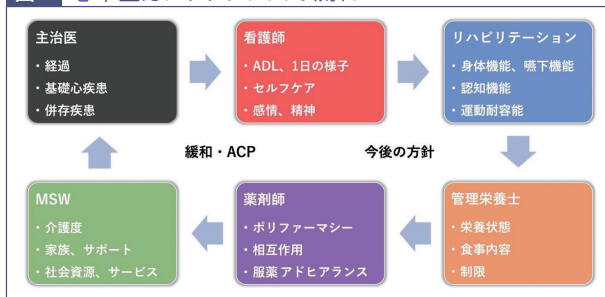 主治医
・経過
・基礎心疾患
・併存疾患
看護師
・ADL、1日の様子
・セルフケア
・感情、精神
リハビリテーション
・身体機能、嚥下機能
・認知機能
・運動耐容能
緩和・ACP
今後の方針
MSW
・介護度
・家族、サポート
・社会資源、サービス
薬剤師
・ポリファーマシー
・相互作用
・服薬 アドヒアランス
管理栄養士
・栄養状態
・食事内容
・制限